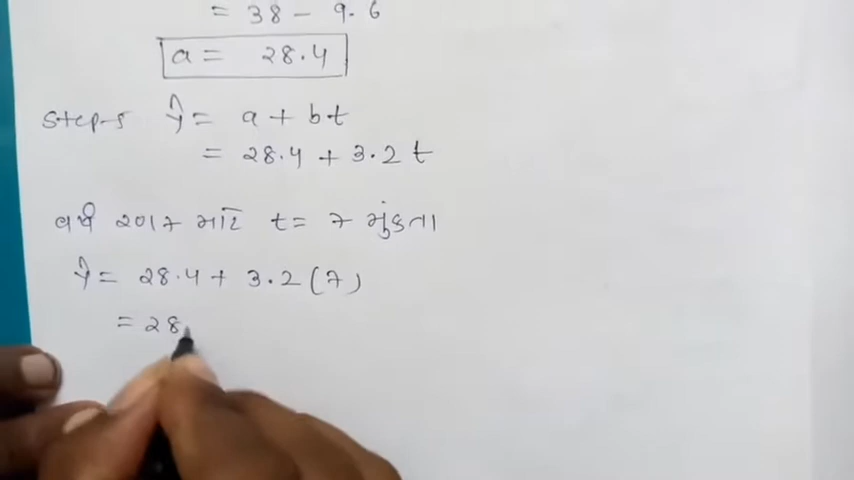 = 38 - 9.6
a = 28.4
Step-5 ŷ = a + bt
= 28.4 + 3.2 t
વર્ષ 2017 માટે t = 7 મુંકતા
ŷ = 28.4 + 3.2 (7)
= 28